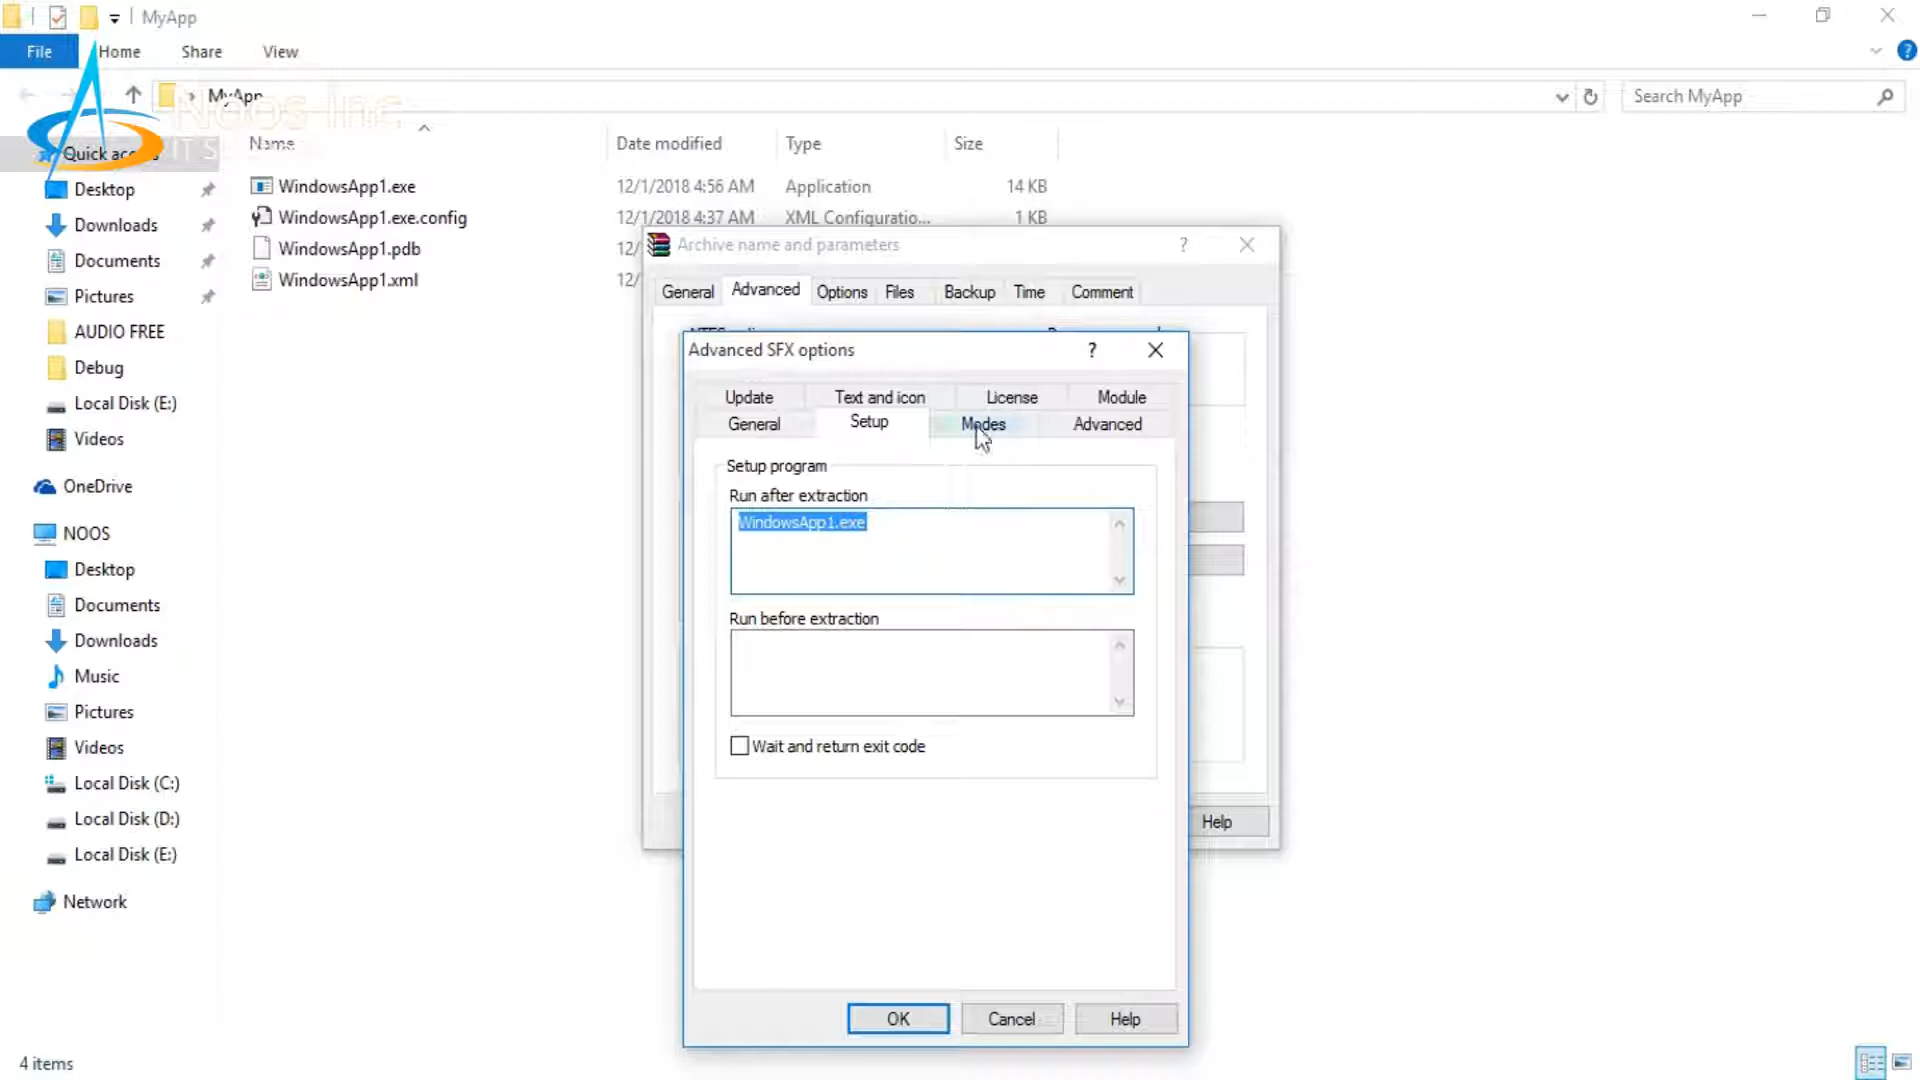 MyApp
File Home Share View
MyApp
Search MyApp
NOOS Inc
IT S
Quick access
Name Date modified Type Size
WindowsApp1.exe 12/1/2018 4:56 AM Application 14 KB
WindowsApp1.exe.config 12/1/2018 4:37 AM XML Configuratio... 1 KB
WindowsApp1.pdb 12/
WindowsApp1.xml 12/
Desktop
Downloads
Documents
Pictures
AUDIO FREE
Debug
Local Disk (E:)
Videos
OneDrive
NOOS
Desktop
Documents
Downloads
Music
Pictures
Videos
Local Disk (C:)
Local Disk (D:)
Local Disk (E:)
Network
4 items
Archive name and parameters ?
General Advanced Options Files Backup Time Comment
Help
Advanced SFX options ?
Update Text and icon License Module
General Setup Modes Advanced
Setup program
Run after extraction
WindowsApp1.exe
Run before extraction
Wait and return exit code
OK Cancel Help